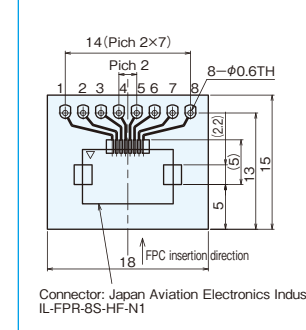 14(Pich 2×7)
Pich 2
8−φ0.6TH
1 2 3 4 5 6 7 8
(2.2)
(5)
13
15
5
18
FPC insertion direction
Connector: Japan Aviation Electronics Indus
IL-FPR-8S-HF-N1